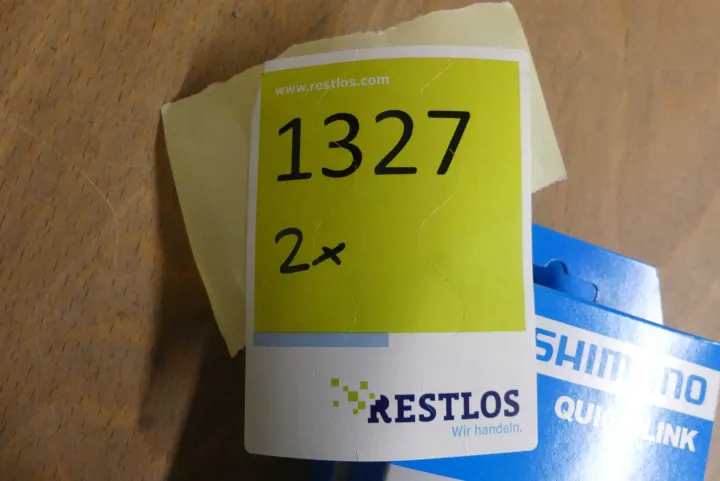 www.restlos.com
1327
2x
RESTLOS
Wir handeln.
SHIMANO
QUICK LINK